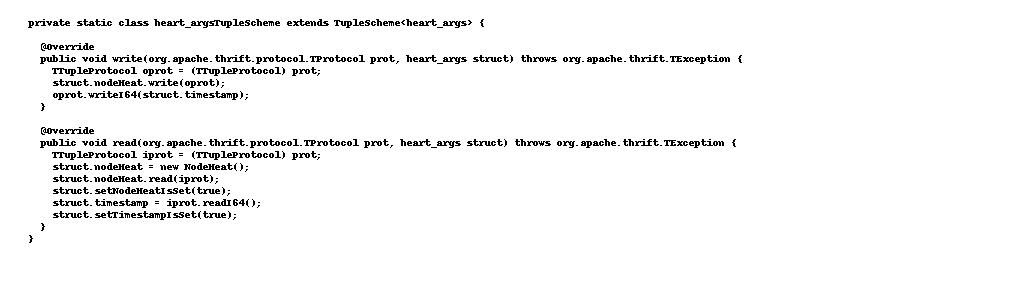 private static class heart_argsTupleScheme extends TupleScheme<heart_args> {
@Override
public void write(org.apache.thrift.protocol.TProtocol prot, heart_args struct) throws org.apache.thrift.TException {
TTupleProtocol oprot = (TTupleProtocol) prot;
struct.nodeHeat.write(oprot);
oprot.writeI64(struct.timestamp);
}
@Override
public void read(org.apache.thrift.protocol.TProtocol prot, heart_args struct) throws org.apache.thrift.TException {
TTupleProtocol iprot = (TTupleProtocol) prot;
struct.nodeHeat = new NodeHeat();
struct.nodeHeat.read(iprot);
struct.setNodeHeatIsSet(true);
struct.timestamp = iprot.readI64();
struct.setTimestampIsSet(true);
}
}